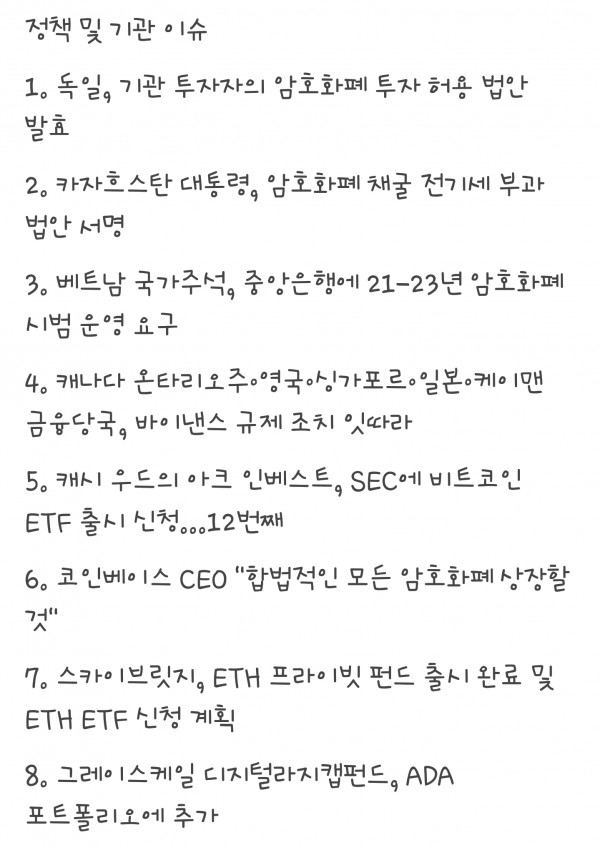 정책 및 기관 이슈
1. 독일, 기관 투자자의 암호화폐 투자 허용 법안
발효
2. 카자흐스탄 대통령, 암호화폐 채굴 전기세 부과
법안 서명
3. 베트남 국가주석, 중앙은행에 21-23년 암호화폐
시범 운영 요구
4. 캐나다 온타리오주•영국•싱가포르•일본•케이맨
금융당국, 바이낸스 규제 조치 잇따라
5. 캐시 우드의 아크 인베스트, SEC에 비트코인
ETF 출시 신청...12번째
6. 코인베이스 CEO "합법적인 모든 암호화폐 상장할
것"
7. 스카이브릿지, ETH 프라이빗 펀드 출시 완료 및
ETH ETF 신청 계획
8. 그레이스케일 디지털라지캡펀드, ADA
포트폴리오에 추가